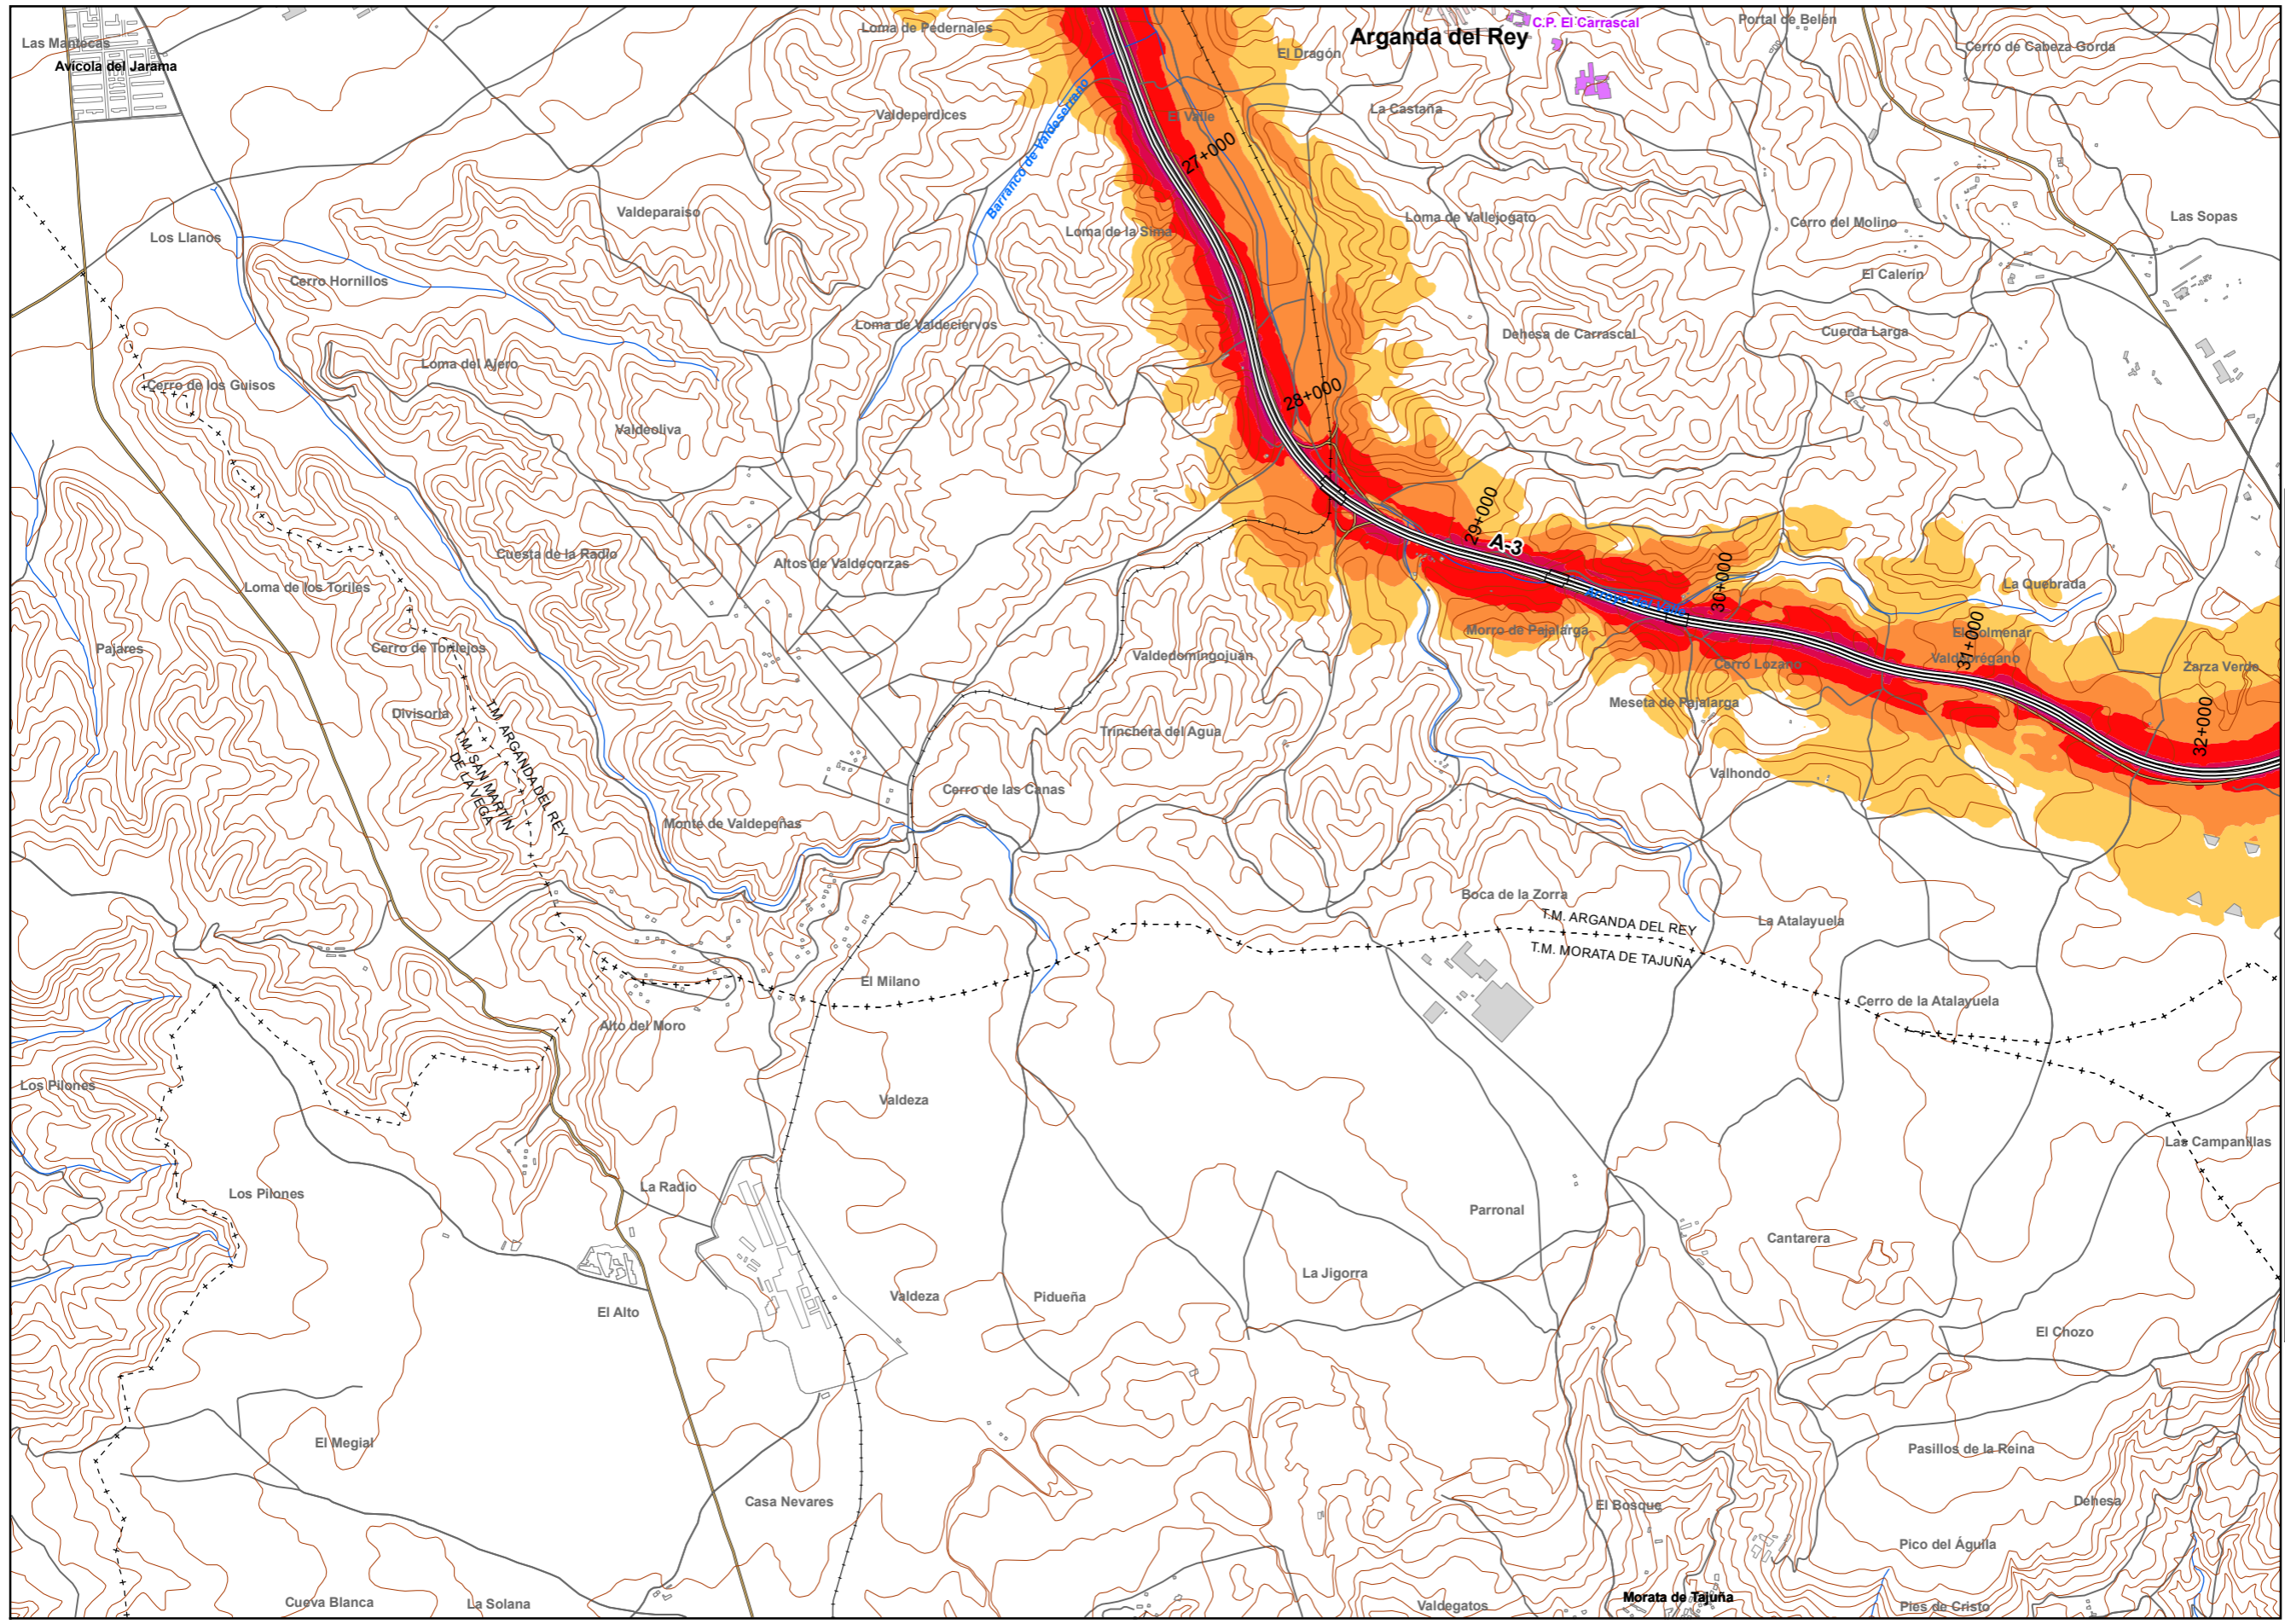 Loma de Pedernales
C.P. El Carrascal
Portal de Belén
Arganda del Rey
Las Mantecas
Cerro de Cabeza Gorda
El Dragón
Avícola del Jarama
Valdeperdices
La Castaña
El Valle
Barranco de Valdeserrano
27+000
Valdeparaiso
Loma de Vallejogato
Las Sopas
Cerro del Molino
Los Llanos
Loma de la Sima
El Calerín
Cerro Hornillos
Loma de Valdeciervos
Dehesa de Carrascal
Cuerda Larga
Loma del Ajero
Cerro de los Guisos
28+000
Valdeoliva
29+000
A-3
Cuesta de la Radio
Altos de Valdecorzas
30+000
La Quebrada
Loma de los Toriles
Morro de Pajalarga
El Colmenar
31+000
Pajares
Cerro de Torilejos
Valdedomingojuán
Cerro Lozano
Valdeorégano
Zarza Verde
Meseta de Pajalarga
Divisoria
T.M. ARGANDA DEL REY
T.M. SAN MARTÍN
DE LA VEGA
Trinchera del Agua
32+000
Valhondo
Cerro de las Canas
Monte de Valdepeñas
Boca de la Zorra
T.M. ARGANDA DEL REY
La Atalayuela
T.M. MORATA DE TAJUÑA
El Milano
Cerro de la Atalayuela
Alto del Moro
Los Pilones
Valdeza
Las Campanillas
La Radio
Los Pilones
Parronal
Cantarera
La Jigorra
Valdeza
Pidueña
El Alto
El Chozo
El Megial
Pasillos de la Reina
Casa Nevares
El Bosque
Dehesa
Pico del Águila
Morata de Tajuña
Cueva Blanca
La Solana
Valdegatos
Pies de Cristo